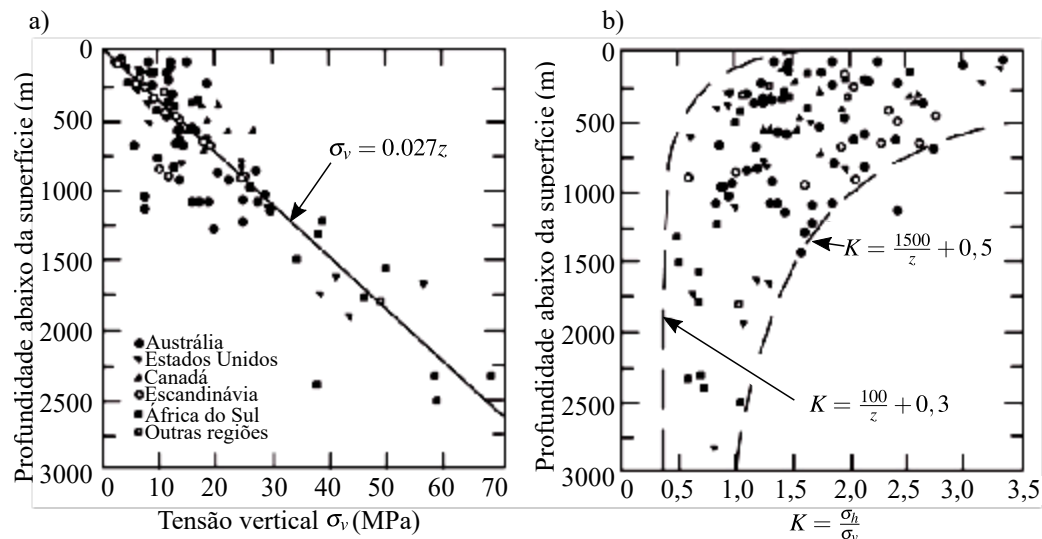 a)
Profundidade abaixo da superfície (m)
0
500
1000
1500
2000
2500
3000
σv = 0.027z
Austrália
Estados Unidos
Canadá
Escandinávia
África do Sul
Outras regiões
0 10 20 30 40 50 60 70
Tensão vertical σv (MPa)
b)
Profundidade abaixo da superfície (m)
0
500
1000
1500
2000
2500
3000
K = 1500/z + 0,5
K = 100/z + 0,3
0 0,5 1,0 1,5 2,0 2,5 3,0 3,5
K = σh/σv